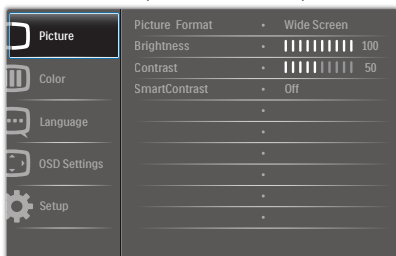 Picture
Color
Language
OSD Settings
Setup
Picture Format • Wide Screen
Brightness • 100
Contrast • 50
SmartContrast • Off
•
•
•
•
•
•